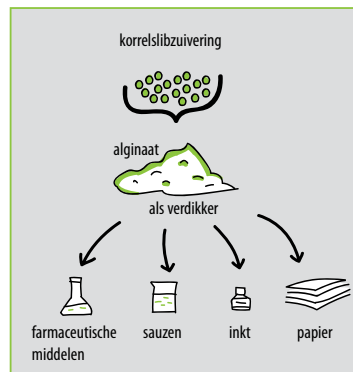 korrelslibzuivering
alginaat
als verdikker
farmaceutische
middelen
sauzen
inkt
papier